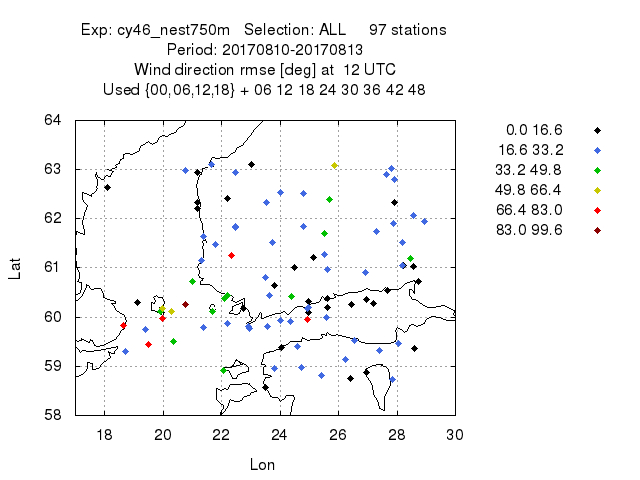 Exp: cy46_nest750m Selection: ALL 97 stations
Period: 20170810-20170813
Wind direction rmse [deg] at 12 UTC
Used {00,06,12,18} + 06 12 18 24 30 36 42 48
64
63
62
61
60
59
58
Lat
18 20 22 24 26 28 30
Lon
0.0 16.6
16.6 33.2
33.2 49.8
49.8 66.4
66.4 83.0
83.0 99.6